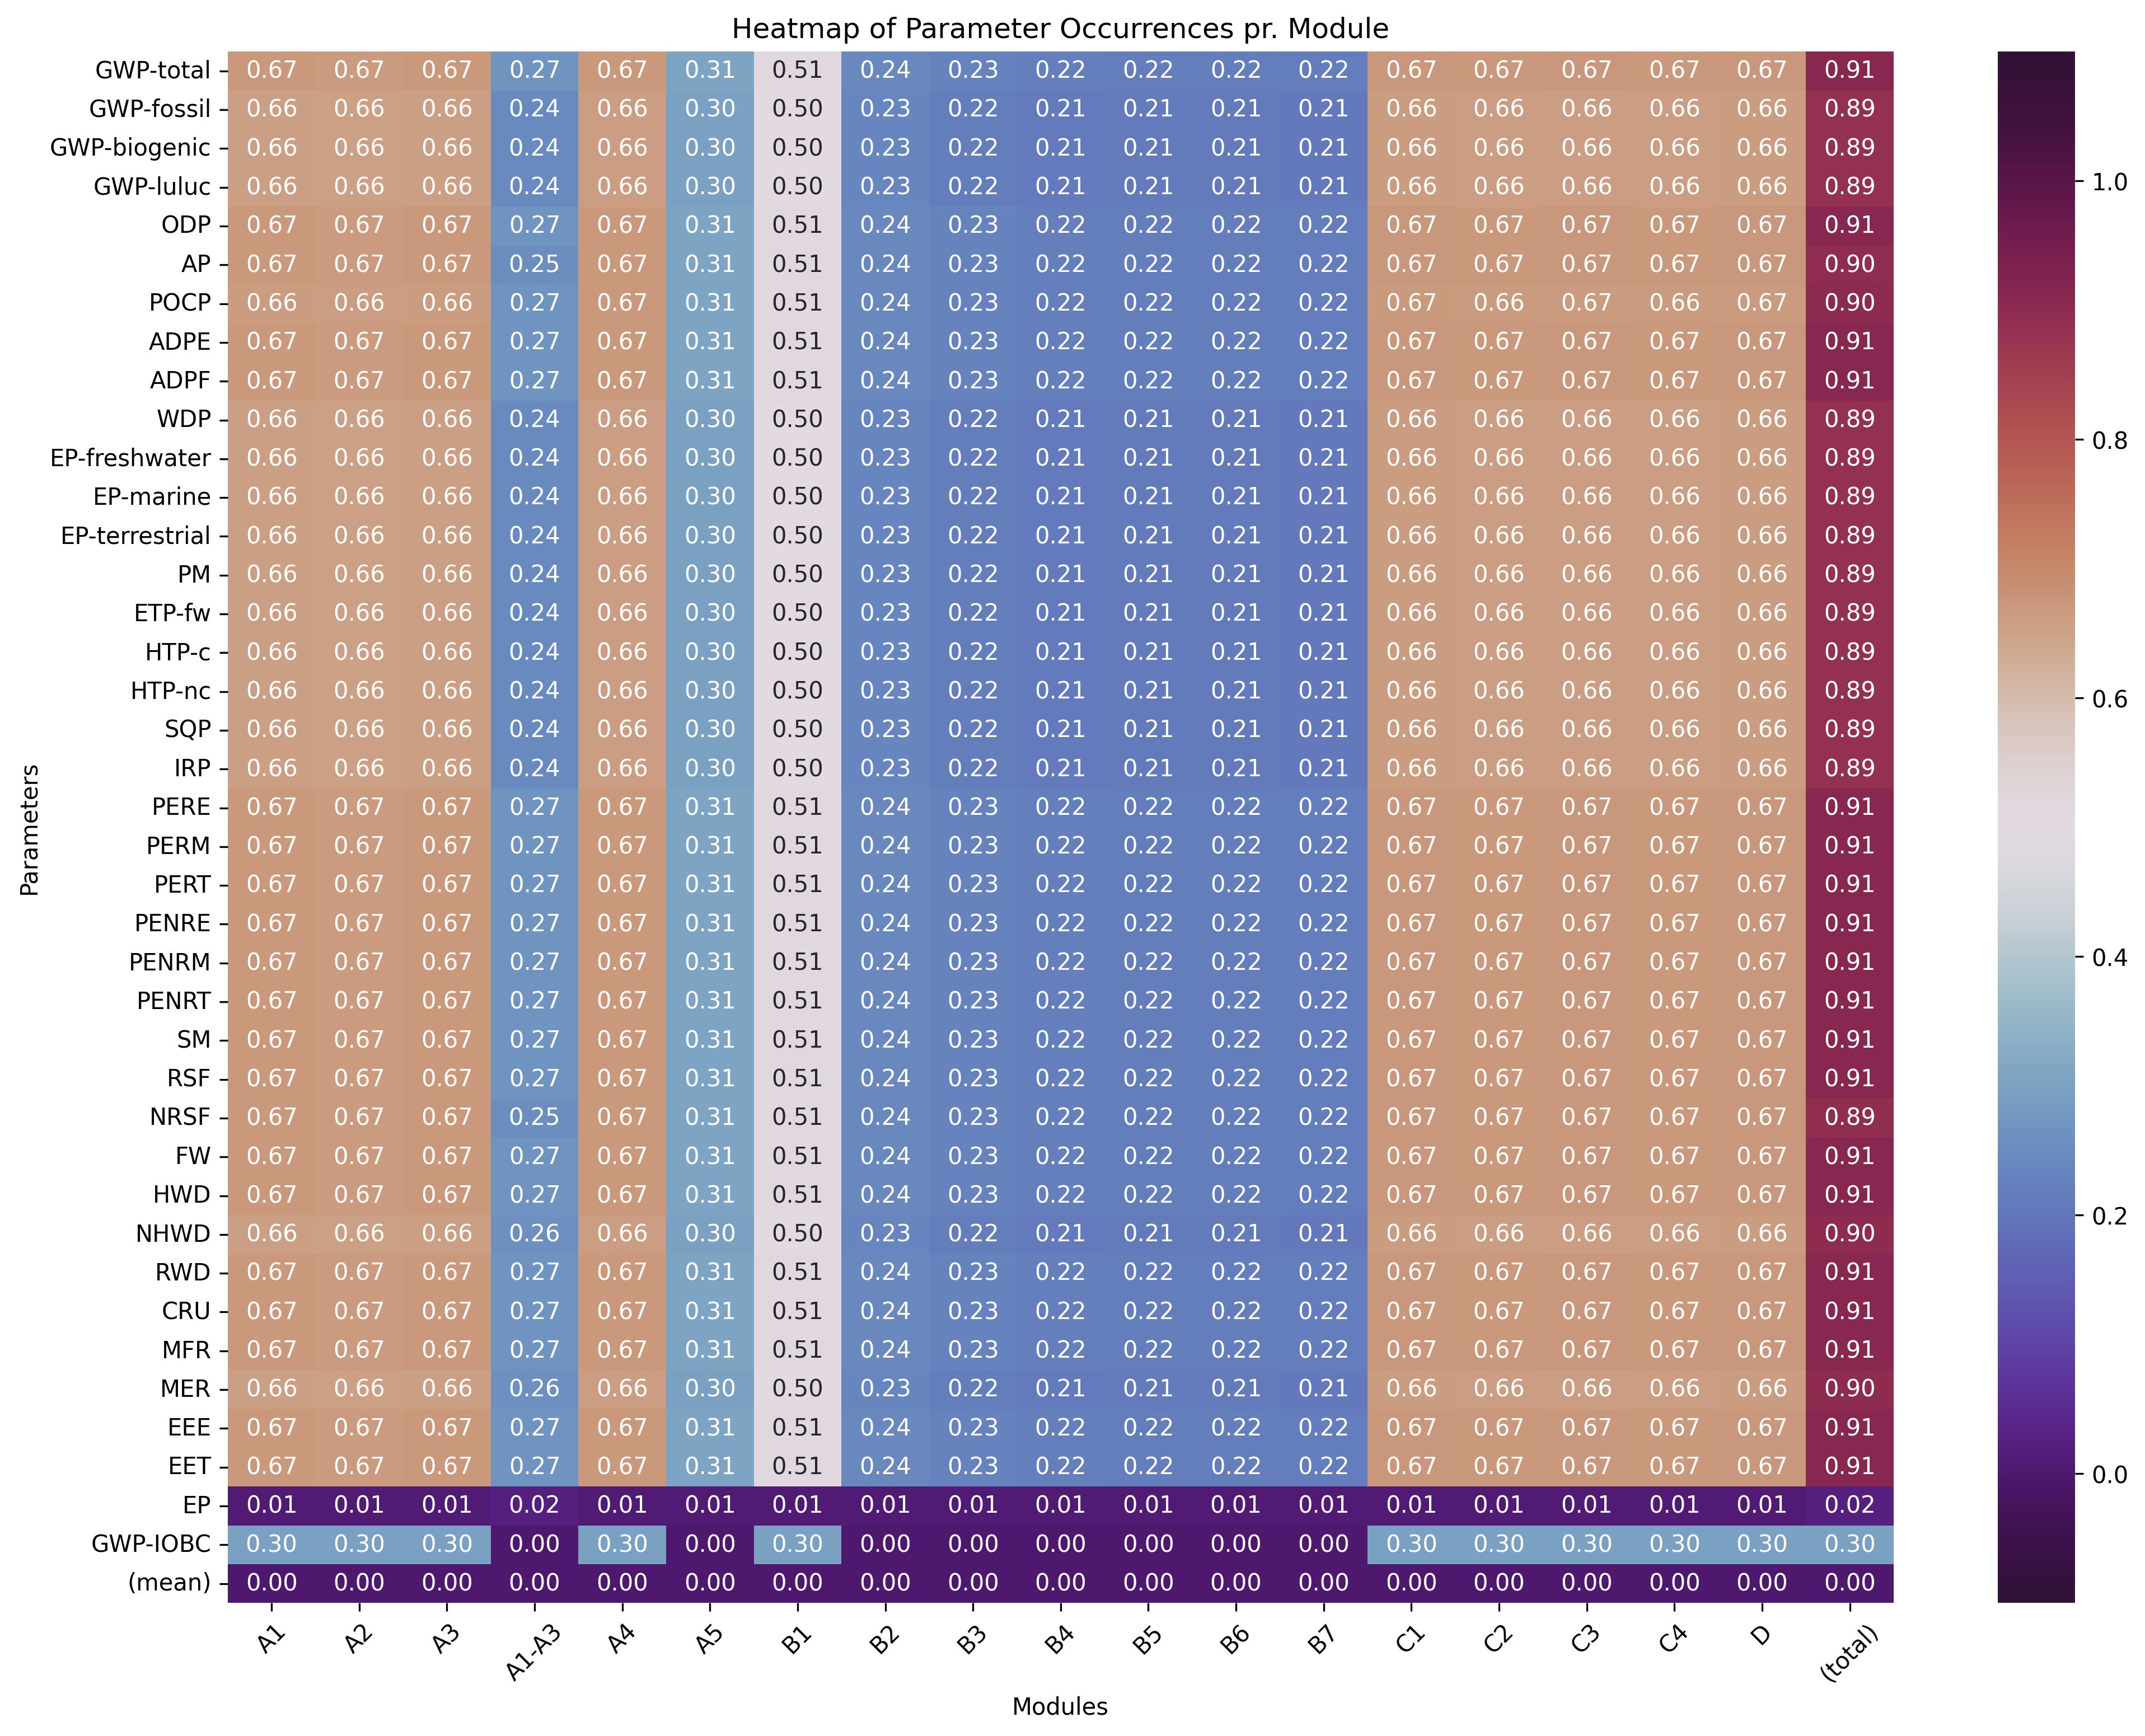 Heatmap of Parameter Occurrences pr. Module
GWP-total 0.67 0.67 0.67 0.27 0.67 0.31 0.51 0.24 0.23 0.22 0.22 0.22 0.22 0.67 0.67 0.67 0.67 0.67 0.91
GWP-fossil 0.66 0.66 0.66 0.24 0.66 0.30 0.50 0.23 0.22 0.21 0.21 0.21 0.21 0.66 0.66 0.66 0.66 0.66 0.89
GWP-biogenic 0.66 0.66 0.66 0.24 0.66 0.30 0.50 0.23 0.22 0.21 0.21 0.21 0.21 0.66 0.66 0.66 0.66 0.66 0.89
GWP-luluc 0.66 0.66 0.66 0.24 0.66 0.30 0.50 0.23 0.22 0.21 0.21 0.21 0.21 0.66 0.66 0.66 0.66 0.66 0.89
ODP 0.67 0.67 0.67 0.27 0.67 0.31 0.51 0.24 0.23 0.22 0.22 0.22 0.22 0.67 0.67 0.67 0.67 0.67 0.91
AP 0.67 0.67 0.67 0.25 0.67 0.31 0.51 0.24 0.23 0.22 0.22 0.22 0.22 0.67 0.67 0.67 0.67 0.67 0.90
POCP 0.66 0.66 0.66 0.27 0.67 0.31 0.51 0.24 0.23 0.22 0.22 0.22 0.22 0.67 0.66 0.67 0.66 0.67 0.90
ADPE 0.67 0.67 0.67 0.27 0.67 0.31 0.51 0.24 0.23 0.22 0.22 0.22 0.22 0.67 0.67 0.67 0.67 0.67 0.91
ADPF 0.67 0.67 0.67 0.27 0.67 0.31 0.51 0.24 0.23 0.22 0.22 0.22 0.22 0.67 0.67 0.67 0.67 0.67 0.91
WDP 0.66 0.66 0.66 0.24 0.66 0.30 0.50 0.23 0.22 0.21 0.21 0.21 0.21 0.66 0.66 0.66 0.66 0.66 0.89
EP-freshwater 0.66 0.66 0.66 0.24 0.66 0.30 0.50 0.23 0.22 0.21 0.21 0.21 0.21 0.66 0.66 0.66 0.66 0.66 0.89
EP-marine 0.66 0.66 0.66 0.24 0.66 0.30 0.50 0.23 0.22 0.21 0.21 0.21 0.21 0.66 0.66 0.66 0.66 0.66 0.89
EP-terrestrial 0.66 0.66 0.66 0.24 0.66 0.30 0.50 0.23 0.22 0.21 0.21 0.21 0.21 0.66 0.66 0.66 0.66 0.66 0.89
PM 0.66 0.66 0.66 0.24 0.66 0.30 0.50 0.23 0.22 0.21 0.21 0.21 0.21 0.66 0.66 0.66 0.66 0.66 0.89
ETP-fw 0.66 0.66 0.66 0.24 0.66 0.30 0.50 0.23 0.22 0.21 0.21 0.21 0.21 0.66 0.66 0.66 0.66 0.66 0.89
HTP-c 0.66 0.66 0.66 0.24 0.66 0.30 0.50 0.23 0.22 0.21 0.21 0.21 0.21 0.66 0.66 0.66 0.66 0.66 0.89
HTP-nc 0.66 0.66 0.66 0.24 0.66 0.30 0.50 0.23 0.22 0.21 0.21 0.21 0.21 0.66 0.66 0.66 0.66 0.66 0.89
SQP 0.66 0.66 0.66 0.24 0.66 0.30 0.50 0.23 0.22 0.21 0.21 0.21 0.21 0.66 0.66 0.66 0.66 0.66 0.89
IRP 0.66 0.66 0.66 0.24 0.66 0.30 0.50 0.23 0.22 0.21 0.21 0.21 0.21 0.66 0.66 0.66 0.66 0.66 0.89
PERE 0.67 0.67 0.67 0.27 0.67 0.31 0.51 0.24 0.23 0.22 0.22 0.22 0.22 0.67 0.67 0.67 0.67 0.67 0.91
PERM 0.67 0.67 0.67 0.27 0.67 0.31 0.51 0.24 0.23 0.22 0.22 0.22 0.22 0.67 0.67 0.67 0.67 0.67 0.91
PERT 0.67 0.67 0.67 0.27 0.67 0.31 0.51 0.24 0.23 0.22 0.22 0.22 0.22 0.67 0.67 0.67 0.67 0.67 0.91
PENRE 0.67 0.67 0.67 0.27 0.67 0.31 0.51 0.24 0.23 0.22 0.22 0.22 0.22 0.67 0.67 0.67 0.67 0.67 0.91
PENRM 0.67 0.67 0.67 0.27 0.67 0.31 0.51 0.24 0.23 0.22 0.22 0.22 0.22 0.67 0.67 0.67 0.67 0.67 0.91
PENRT 0.67 0.67 0.67 0.27 0.67 0.31 0.51 0.24 0.23 0.22 0.22 0.22 0.22 0.67 0.67 0.67 0.67 0.67 0.91
SM 0.67 0.67 0.67 0.27 0.67 0.31 0.51 0.24 0.23 0.22 0.22 0.22 0.22 0.67 0.67 0.67 0.67 0.67 0.91
RSF 0.67 0.67 0.67 0.27 0.67 0.31 0.51 0.24 0.23 0.22 0.22 0.22 0.22 0.67 0.67 0.67 0.67 0.67 0.91
NRSF 0.67 0.67 0.67 0.25 0.67 0.31 0.51 0.24 0.23 0.22 0.22 0.22 0.22 0.67 0.67 0.67 0.67 0.67 0.89
FW 0.67 0.67 0.67 0.27 0.67 0.31 0.51 0.24 0.23 0.22 0.22 0.22 0.22 0.67 0.67 0.67 0.67 0.67 0.91
HWD 0.67 0.67 0.67 0.27 0.67 0.31 0.51 0.24 0.23 0.22 0.22 0.22 0.22 0.67 0.67 0.67 0.67 0.67 0.91
NHWD 0.66 0.66 0.66 0.26 0.66 0.30 0.50 0.23 0.22 0.21 0.21 0.21 0.21 0.66 0.66 0.66 0.66 0.66 0.90
RWD 0.67 0.67 0.67 0.27 0.67 0.31 0.51 0.24 0.23 0.22 0.22 0.22 0.22 0.67 0.67 0.67 0.67 0.67 0.91
CRU 0.67 0.67 0.67 0.27 0.67 0.31 0.51 0.24 0.23 0.22 0.22 0.22 0.22 0.67 0.67 0.67 0.67 0.67 0.91
MFR 0.67 0.67 0.67 0.27 0.67 0.31 0.51 0.24 0.23 0.22 0.22 0.22 0.22 0.67 0.67 0.67 0.67 0.67 0.91
MER 0.66 0.66 0.66 0.26 0.66 0.30 0.50 0.23 0.22 0.21 0.21 0.21 0.21 0.66 0.66 0.66 0.66 0.66 0.90
EEE 0.67 0.67 0.67 0.27 0.67 0.31 0.51 0.24 0.23 0.22 0.22 0.22 0.22 0.67 0.67 0.67 0.67 0.67 0.91
EET 0.67 0.67 0.67 0.27 0.67 0.31 0.51 0.24 0.23 0.22 0.22 0.22 0.22 0.67 0.67 0.67 0.67 0.67 0.91
EP 0.01 0.01 0.01 0.02 0.01 0.01 0.01 0.01 0.01 0.01 0.01 0.01 0.01 0.01 0.01 0.01 0.01 0.01 0.02
GWP-IOBC 0.30 0.30 0.30 0.00 0.30 0.00 0.30 0.00 0.00 0.00 0.00 0.00 0.00 0.30 0.30 0.30 0.30 0.30 0.30
(mean) 0.00 0.00 0.00 0.00 0.00 0.00 0.00 0.00 0.00 0.00 0.00 0.00 0.00 0.00 0.00 0.00 0.00 0.00 0.00
A1 A2 A3 A1-A3 A4 A5 B1 B2 B3 B4 B5 B6 B7 C1 C2 C3 C4 D (total)
Modules
Parameters
1.0
0.8
0.6
0.4
0.2
0.0